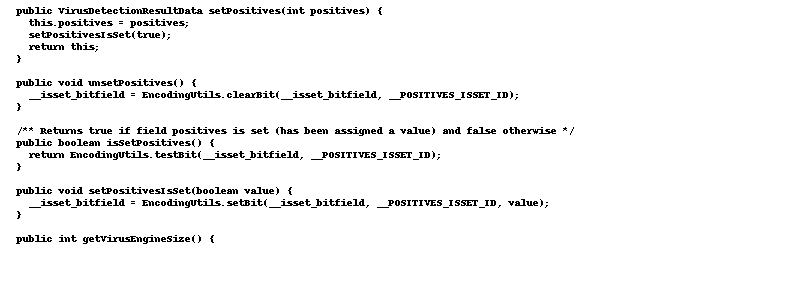 public VirusDetectionResultData setPositives(int positives) {
this.positives = positives;
setPositivesIsSet(true);
return this;
}
public void unsetPositives() {
__isset_bitfield = EncodingUtils.clearBit(__isset_bitfield, __POSITIVES_ISSET_ID);
}
/** Returns true if field positives is set (has been assigned a value) and false otherwise */
public boolean isSetPositives() {
return EncodingUtils.testBit(__isset_bitfield, __POSITIVES_ISSET_ID);
}
public void setPositivesIsSet(boolean value) {
__isset_bitfield = EncodingUtils.setBit(__isset_bitfield, __POSITIVES_ISSET_ID, value);
}
public int getVirusEngineSize() {